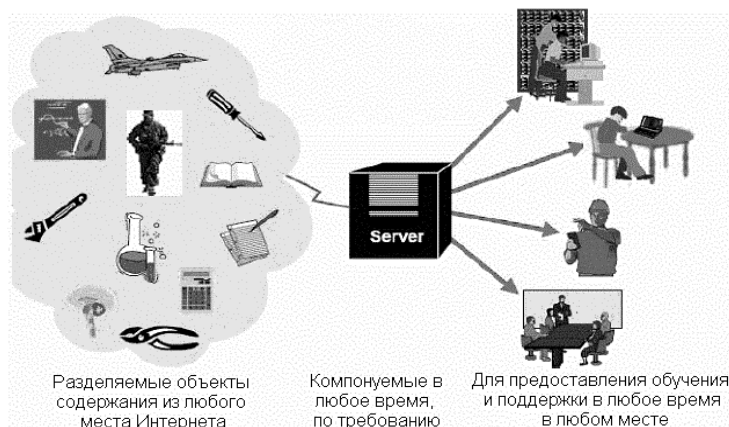 Server
Разделяемые объекты
содержания из любого
места Интернета
Компонуемые в
любое время,
по требованию
Для предоставления обучения
и поддержки в любое время
в любом месте